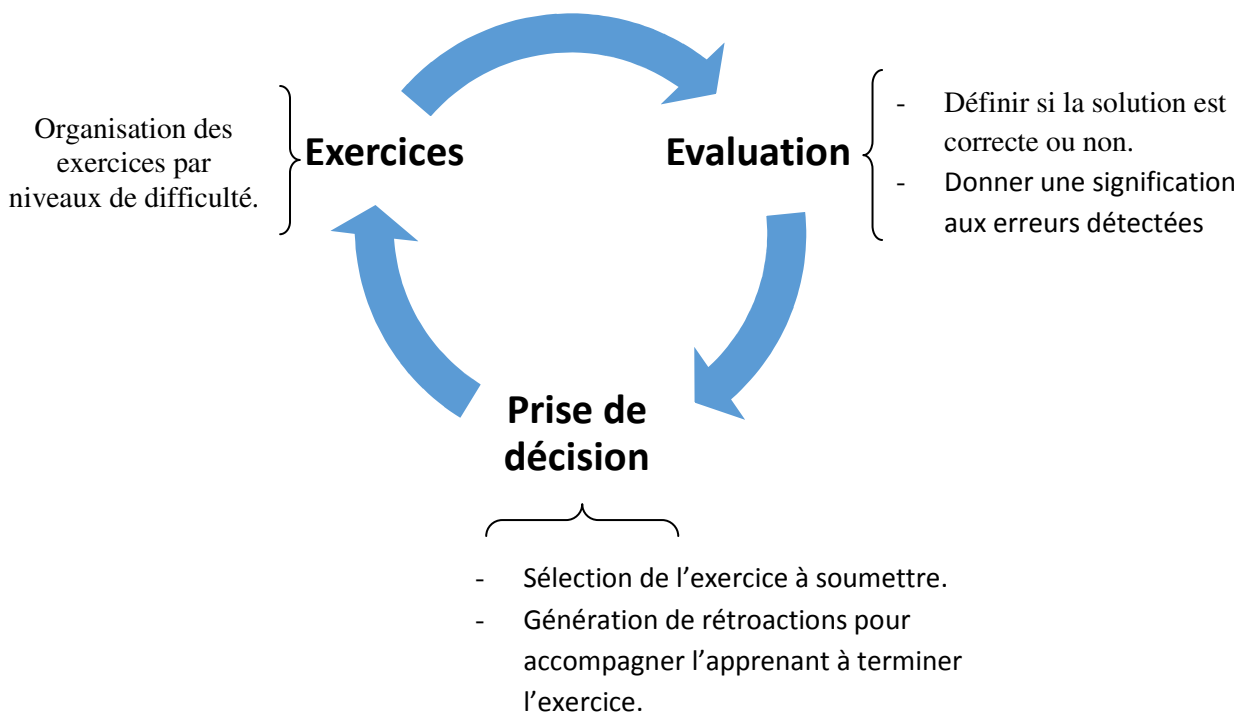 Organisation des
exercices par
niveaux de difficulté.
Exercices
Evaluation
- Définir si la solution est
correcte ou non.
- Donner une signification
aux erreurs détectées
Prise de
décision
- Sélection de l’exercice à soumettre.
- Génération de rétroactions pour
accompagner l’apprenant à terminer
l’exercice.